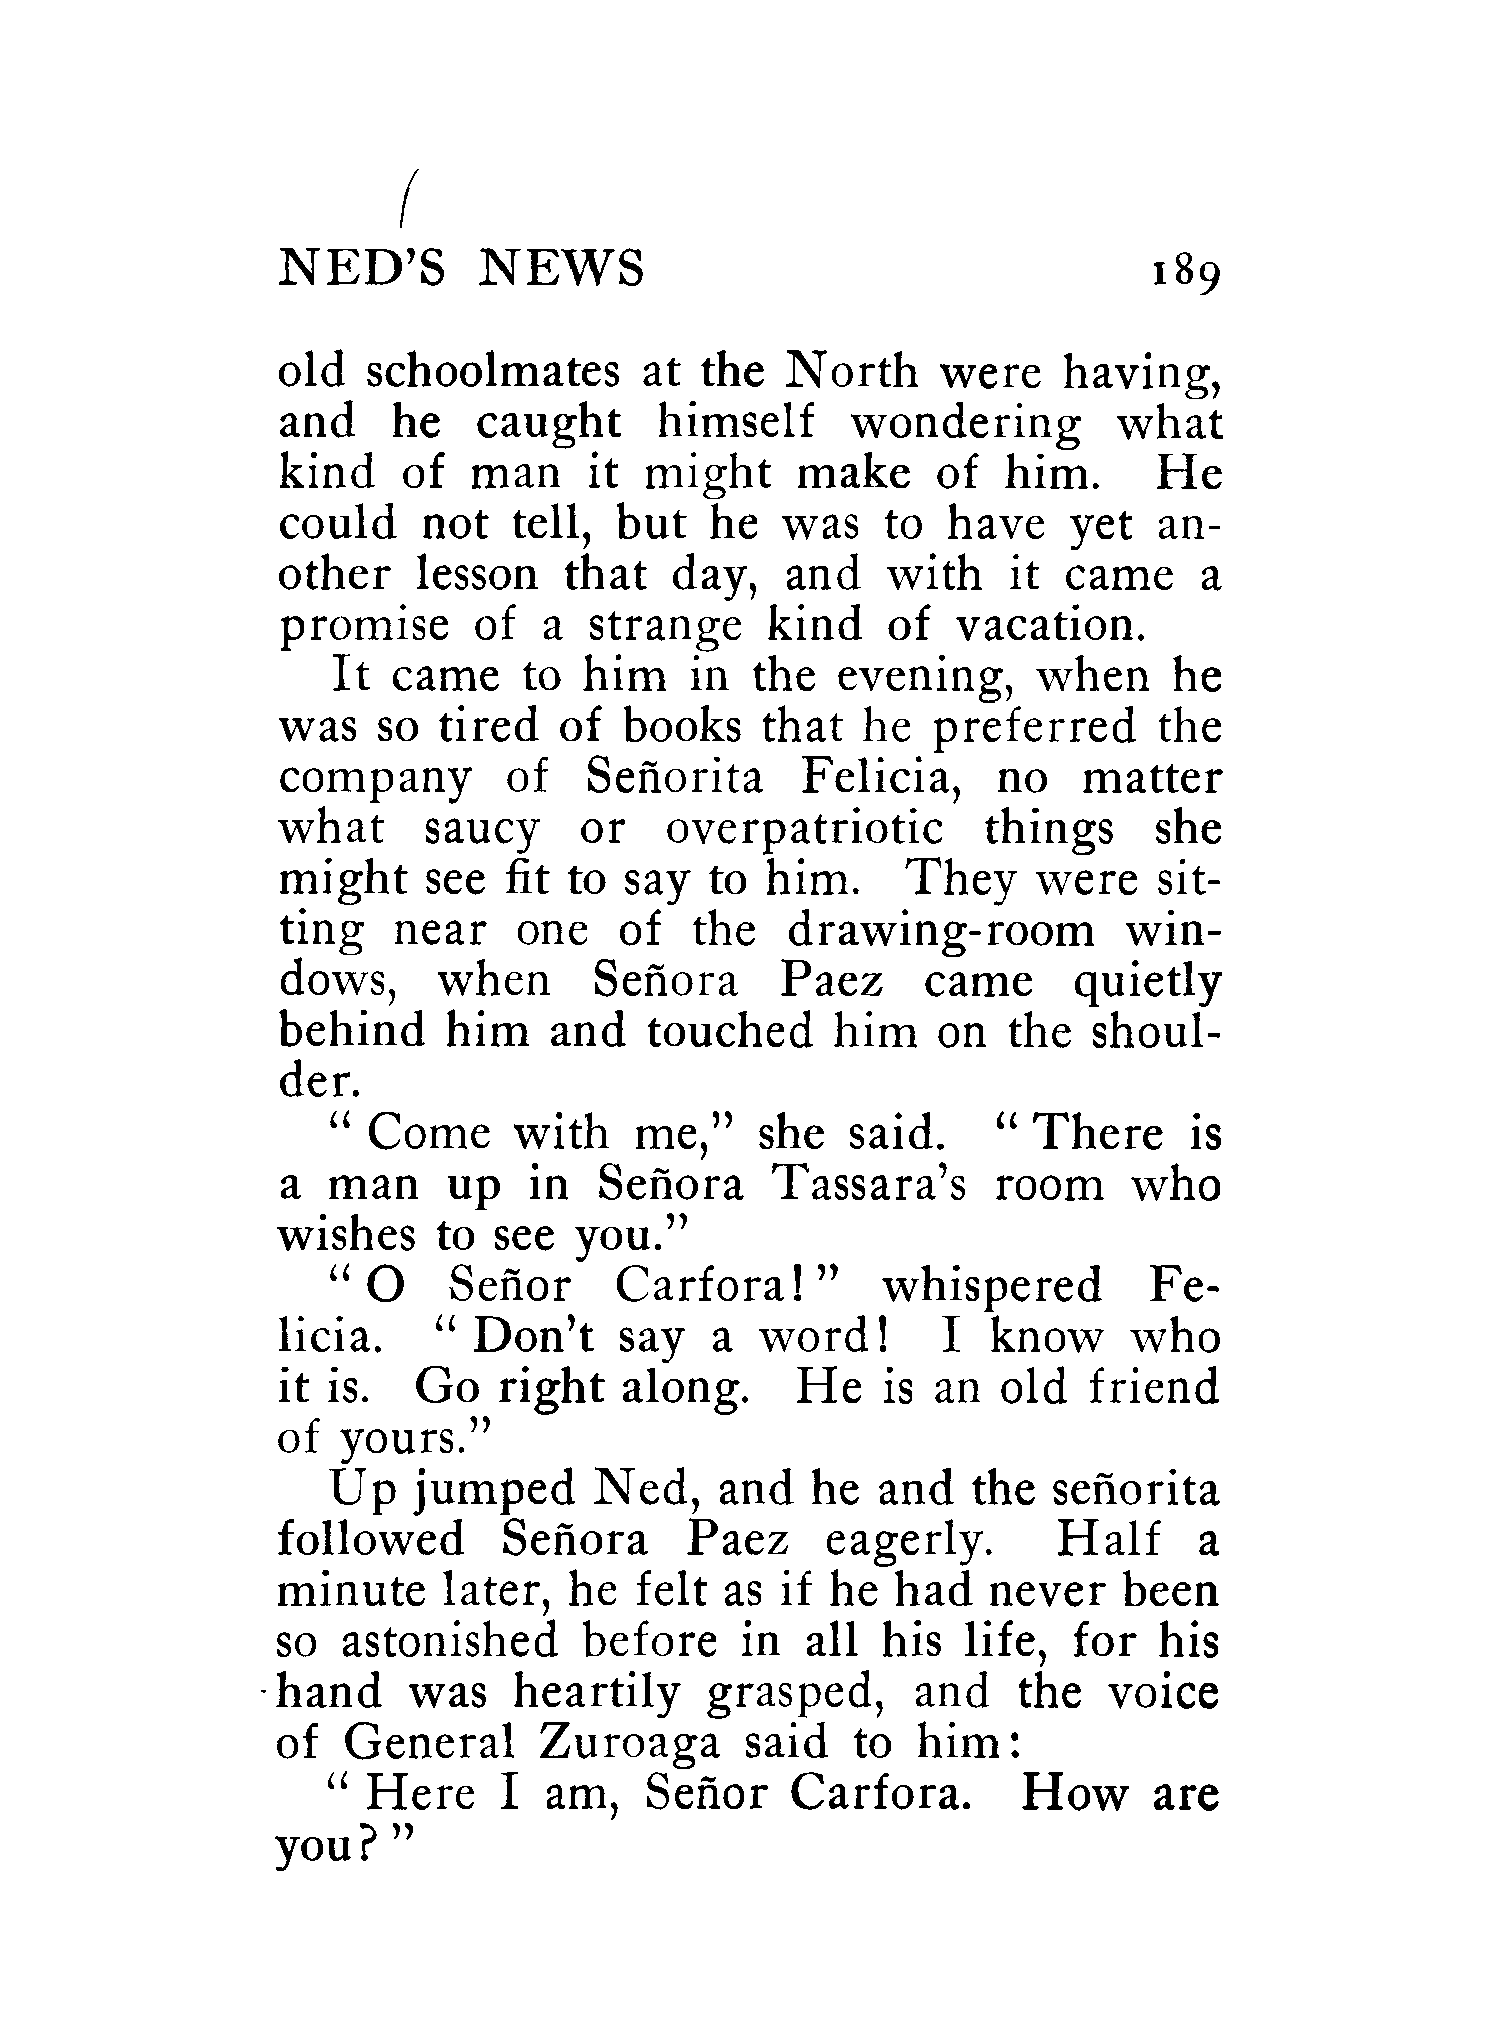 NED'S NEWS 189
old schoolmates at the North were having,
and he caught himself wondering what
kind of man it might make of him. He
could not tell, but he was to have yet an-
other lesson that day, and with it came a
promise of a strange kind of vacation.
It came to him in the evening, when he
was so tired of books that he preferred the
company of Señorita Felicia, no matter
what saucy or overpatriotic things she
might see fit to say to him. They were sit-
ting near one of the drawing-room win-
dows, when Señora Paez came quietly
behind him and touched him on the shoul-
der.
“ Come with me,” she said. “ There is
a man up in Señora Tassara's room who
wishes to see you.”
“ O Señor Carfora! ” whispered Fe-
licia. “ Don't say a word! I know who
it is. Go right along. He is an old friend
of yours.”
Up jumped Ned, and he and the señorita
followed Señora Paez eagerly. Half a
minute later, he felt as if he had never been
so astonished before in all his life, for his
hand was heartily grasped, and the voice
of General Zuroaga said to him:
“ Here I am, Señor Carfora. How are
you? ”